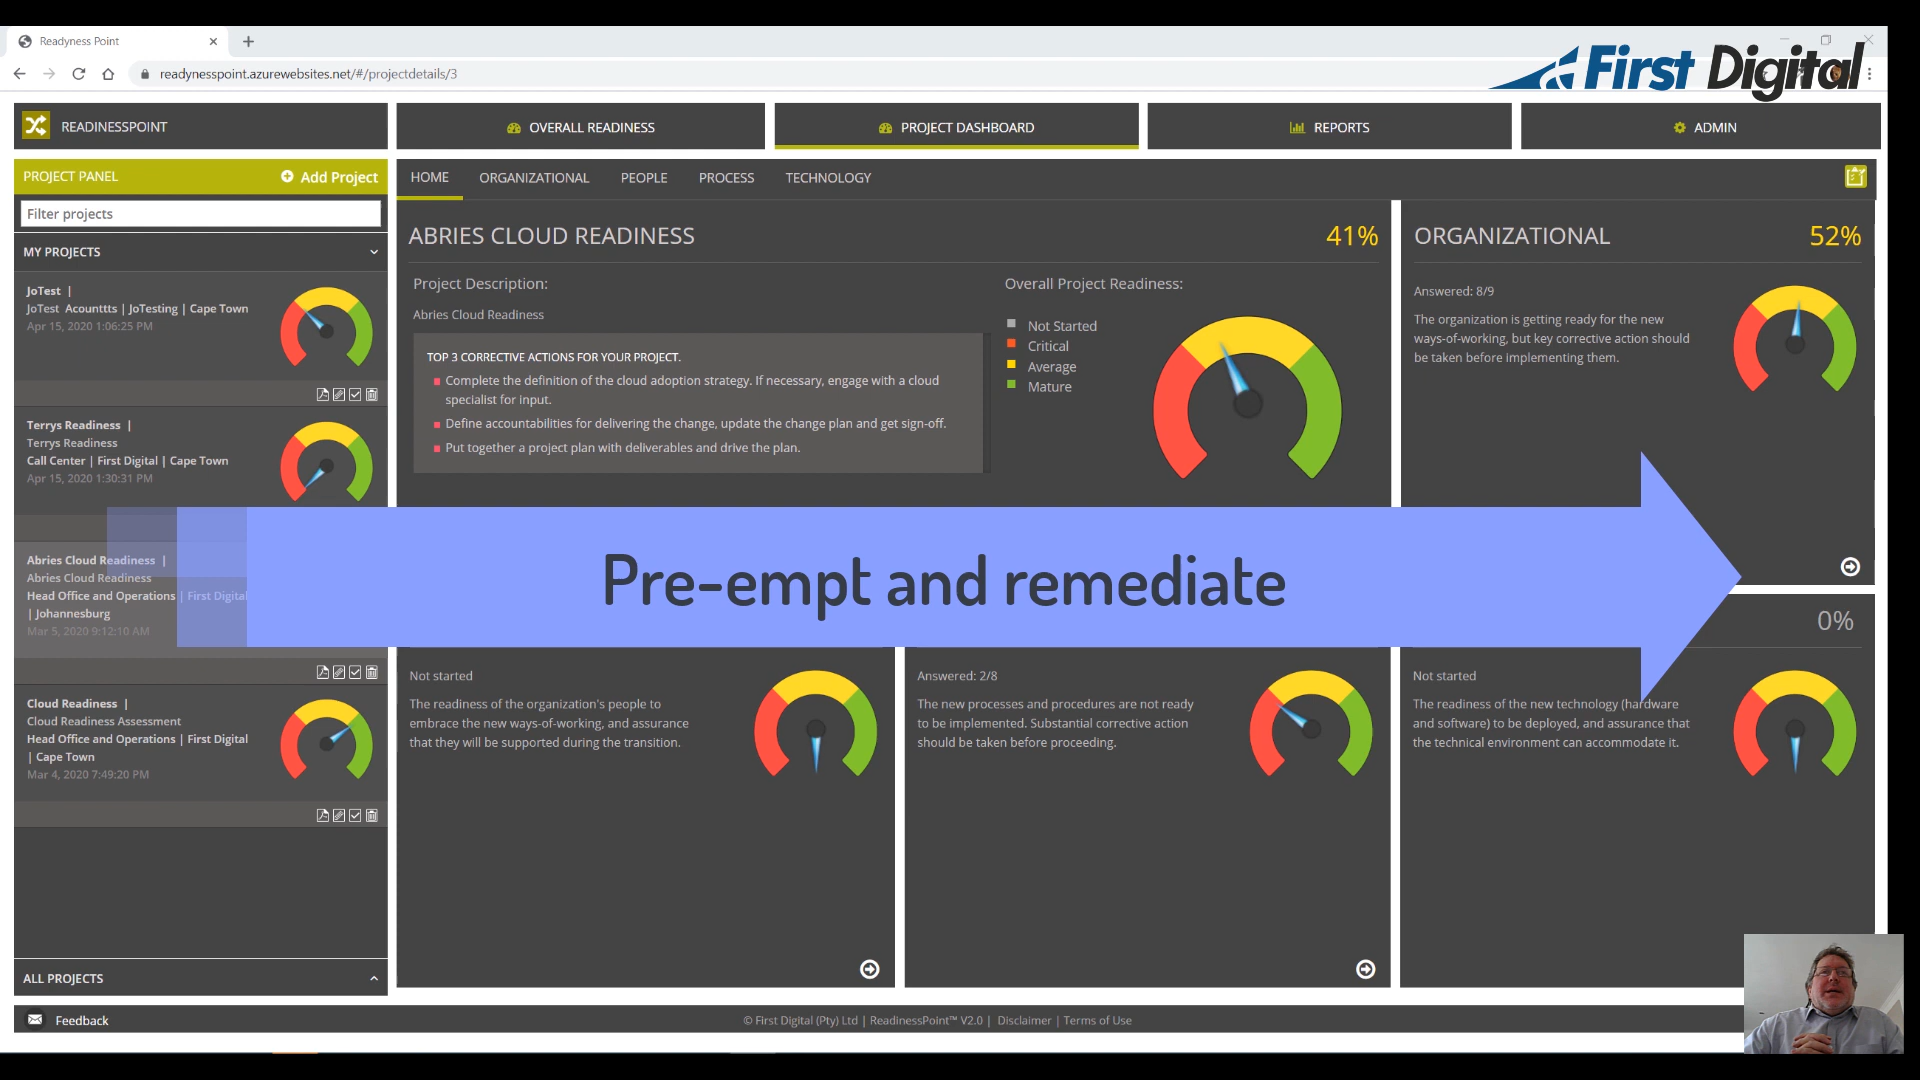 Readyness Point
readynesspoint.azurewebsites.net/#/projectdetails/3
First Digital
READINESSPOINT
OVERALL READINESS
PROJECT DASHBOARD
REPORTS
ADMIN
PROJECT PANEL
Add Project
Filter projects
MY PROJECTS
JoTest |
JoTest Acounttts | JoTesting | Cape Town
Apr 15, 2020 1:06:25 PM
Terrys Readiness |
Terrys Readiness
Call Center | First Digital | Cape Town
Apr 15, 2020 1:30:31 PM
Abries Cloud Readiness |
Abries Cloud Readiness
Head Office and Operations | First Digital
| Johannesburg
Mar 5, 2020 9:12:10 AM
Cloud Readiness |
Cloud Readiness Assessment
Head Office and Operations | First Digital
| Cape Town
Mar 4, 2020 7:49:20 PM
ALL PROJECTS
HOME
ORGANIZATIONAL
PEOPLE
PROCESS
TECHNOLOGY
ABRIES CLOUD READINESS
41%
Project Description:
Abries Cloud Readiness
TOP 3 CORRECTIVE ACTIONS FOR YOUR PROJECT.
Complete the definition of the cloud adoption strategy. If necessary, engage with a cloud
specialist for input.
Define accountabilities for delivering the change, update the change plan and get sign-off.
Put together a project plan with deliverables and drive the plan.
Overall Project Readiness:
Not Started
Critical
Average
Mature
ORGANIZATIONAL
52%
Answered: 8/9
The organization is getting ready for the new
ways-of-working, but key corrective action should
be taken before implementing them.
Pre-empt and remediate
Not started
The readiness of the organization's people to
embrace the new ways-of-working, and assurance
that they will be supported during the transition.
Answered: 2/8
The new processes and procedures are not ready
to be implemented. Substantial corrective action
should be taken before proceeding.
0%
Not started
The readiness of the new technology (hardware
and software) to be deployed, and assurance that
the technical environment can accommodate it.
Feedback
© First Digital (Pty) Ltd | ReadinessPoint™ V2.0 | Disclaimer | Terms of Use